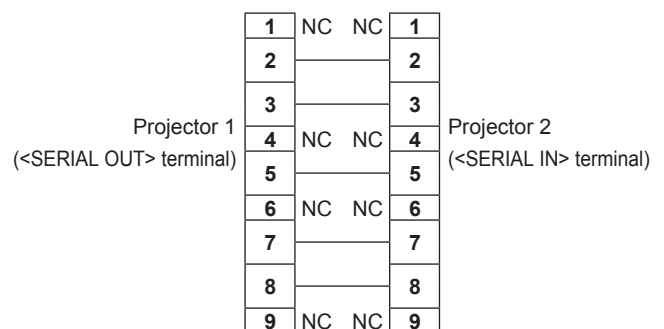 1 NC NC 1
2 2
3 3
Projector 1
(<SERIAL OUT> terminal)
4 NC NC 4
Projector 2
(<SERIAL IN> terminal)
5 5
6 NC NC 6
7 7
8 8
9 NC NC 9